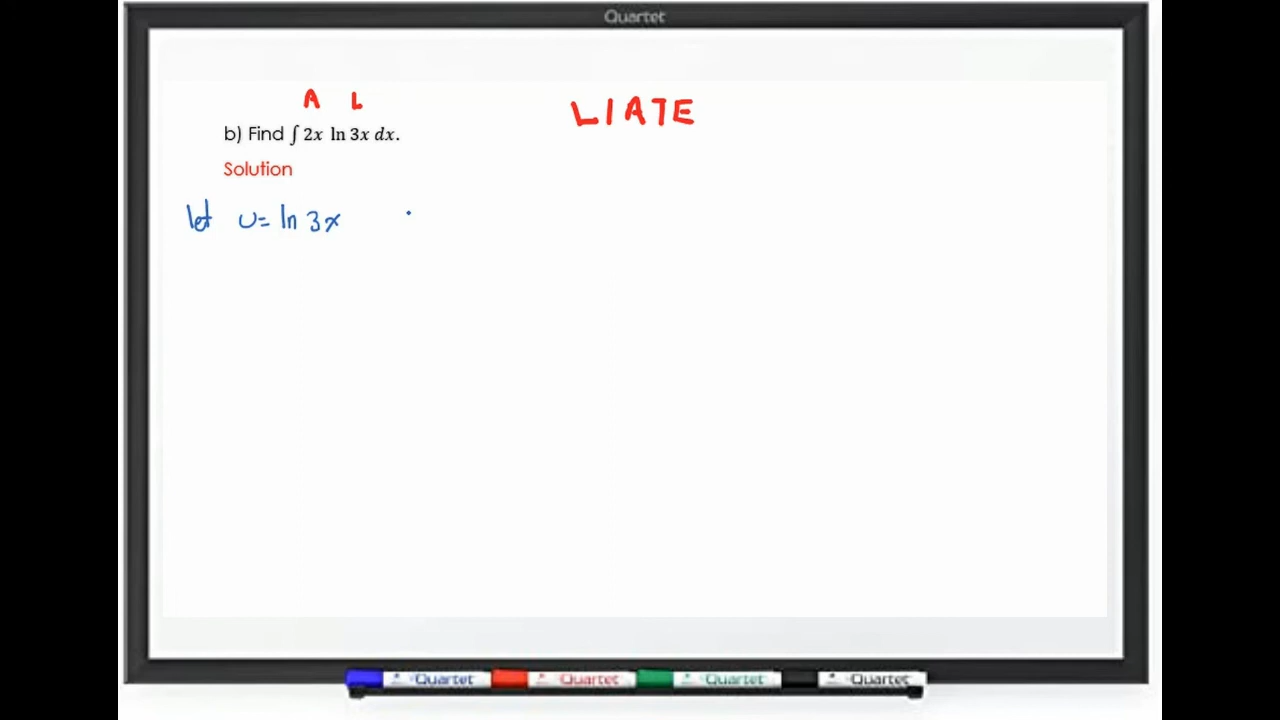 Quartet
A L
LIATE
b) Find ∫ 2x ln 3x dx.
Solution
let u = ln 3x
Quartet Quartet Quartet Quartet